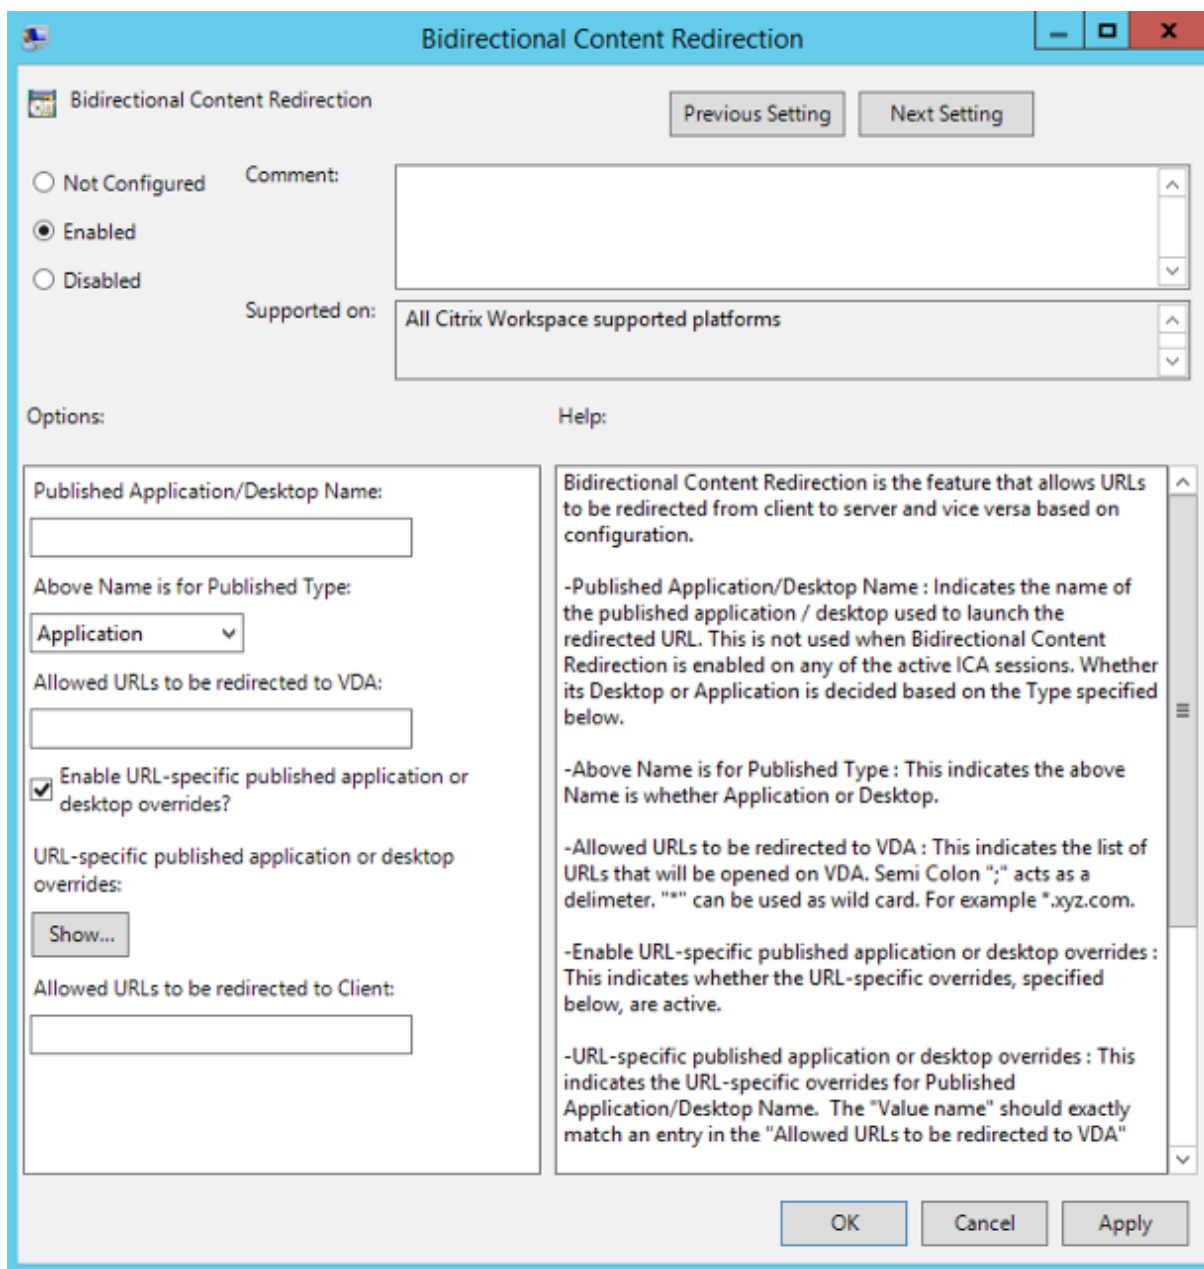 Bidirectional Content Redirection
Bidirectional Content Redirection
Previous Setting
Next Setting
Not Configured
Enabled
Disabled
Comment:
Supported on:
All Citrix Workspace supported platforms
Options:
Help:
Published Application/Desktop Name:
Above Name is for Published Type:
Application
Allowed URLs to be redirected to VDA:
Enable URL-specific published application or
desktop overrides?
URL-specific published application or desktop
overrides:
Show...
Allowed URLs to be redirected to Client:
Bidirectional Content Redirection is the feature that allows URLs
to be redirected from client to server and vice versa based on
configuration.
-Published Application/Desktop Name : Indicates the name of
the published application / desktop used to launch the
redirected URL. This is not used when Bidirectional Content
Redirection is enabled on any of the active ICA sessions. Whether
its Desktop or Application is decided based on the Type specified
below.
-Above Name is for Published Type : This indicates the above
Name is whether Application or Desktop.
-Allowed URLs to be redirected to VDA : This indicates the list of
URLs that will be opened on VDA. Semi Colon ";" acts as a
delimeter. "*" can be used as wild card. For example *.xyz.com.
-Enable URL-specific published application or desktop overrides :
This indicates whether the URL-specific overrides, specified
below, are active.
-URL-specific published application or desktop overrides : This
indicates the URL-specific overrides for Published
Application/Desktop Name.  The "Value name" should exactly
match an entry in the "Allowed URLs to be redirected to VDA"
OK
Cancel
Apply